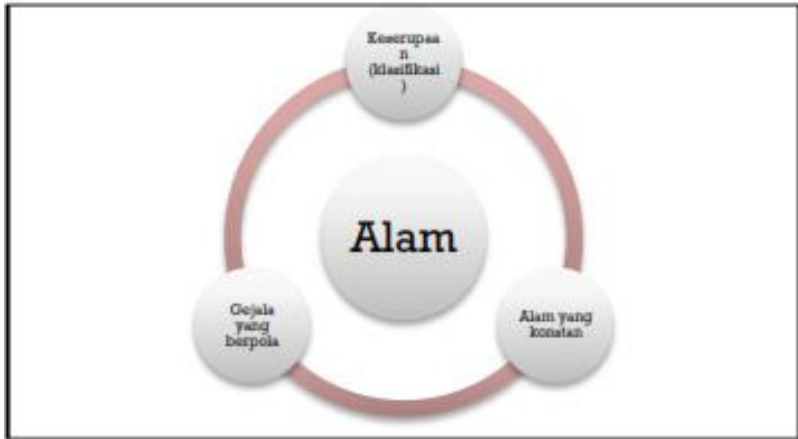 Keserupaa
n
(klasifikasi
)
Alam
Gejala
yang
berpola
Alam yang
konstan